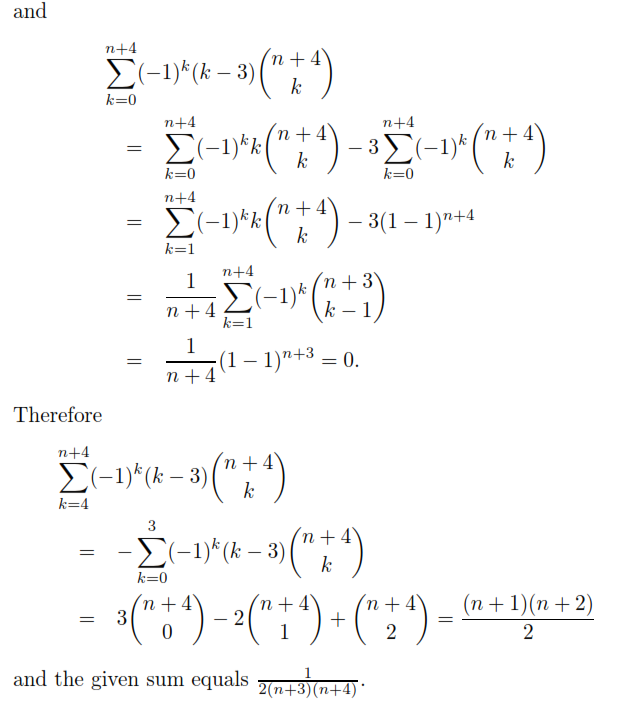 and
$\sum_{k=0}^{n+4} (-1)^k (k-3) \binom{n+4}{k}$
$= \sum_{k=0}^{n+4} (-1)^k k \binom{n+4}{k} - 3 \sum_{k=0}^{n+4} (-1)^k \binom{n+4}{k}$
$= \sum_{k=1}^{n+4} (-1)^k k \binom{n+4}{k} - 3(1-1)^{n+4}$
$= \frac{1}{n+4} \sum_{k=1}^{n+4} (-1)^k \binom{n+3}{k-1}$
$= \frac{1}{n+4} (1-1)^{n+3} = 0.$
Therefore
$\sum_{k=4}^{n+4} (-1)^k (k-3) \binom{n+4}{k}$
$= -\sum_{k=0}^{3} (-1)^k (k-3) \binom{n+4}{k}$
$= 3\binom{n+4}{0} - 2\binom{n+4}{1} + \binom{n+4}{2} = \frac{(n+1)(n+2)}{2}$
and the given sum equals $\frac{1}{2(n+3)(n+4)}$.